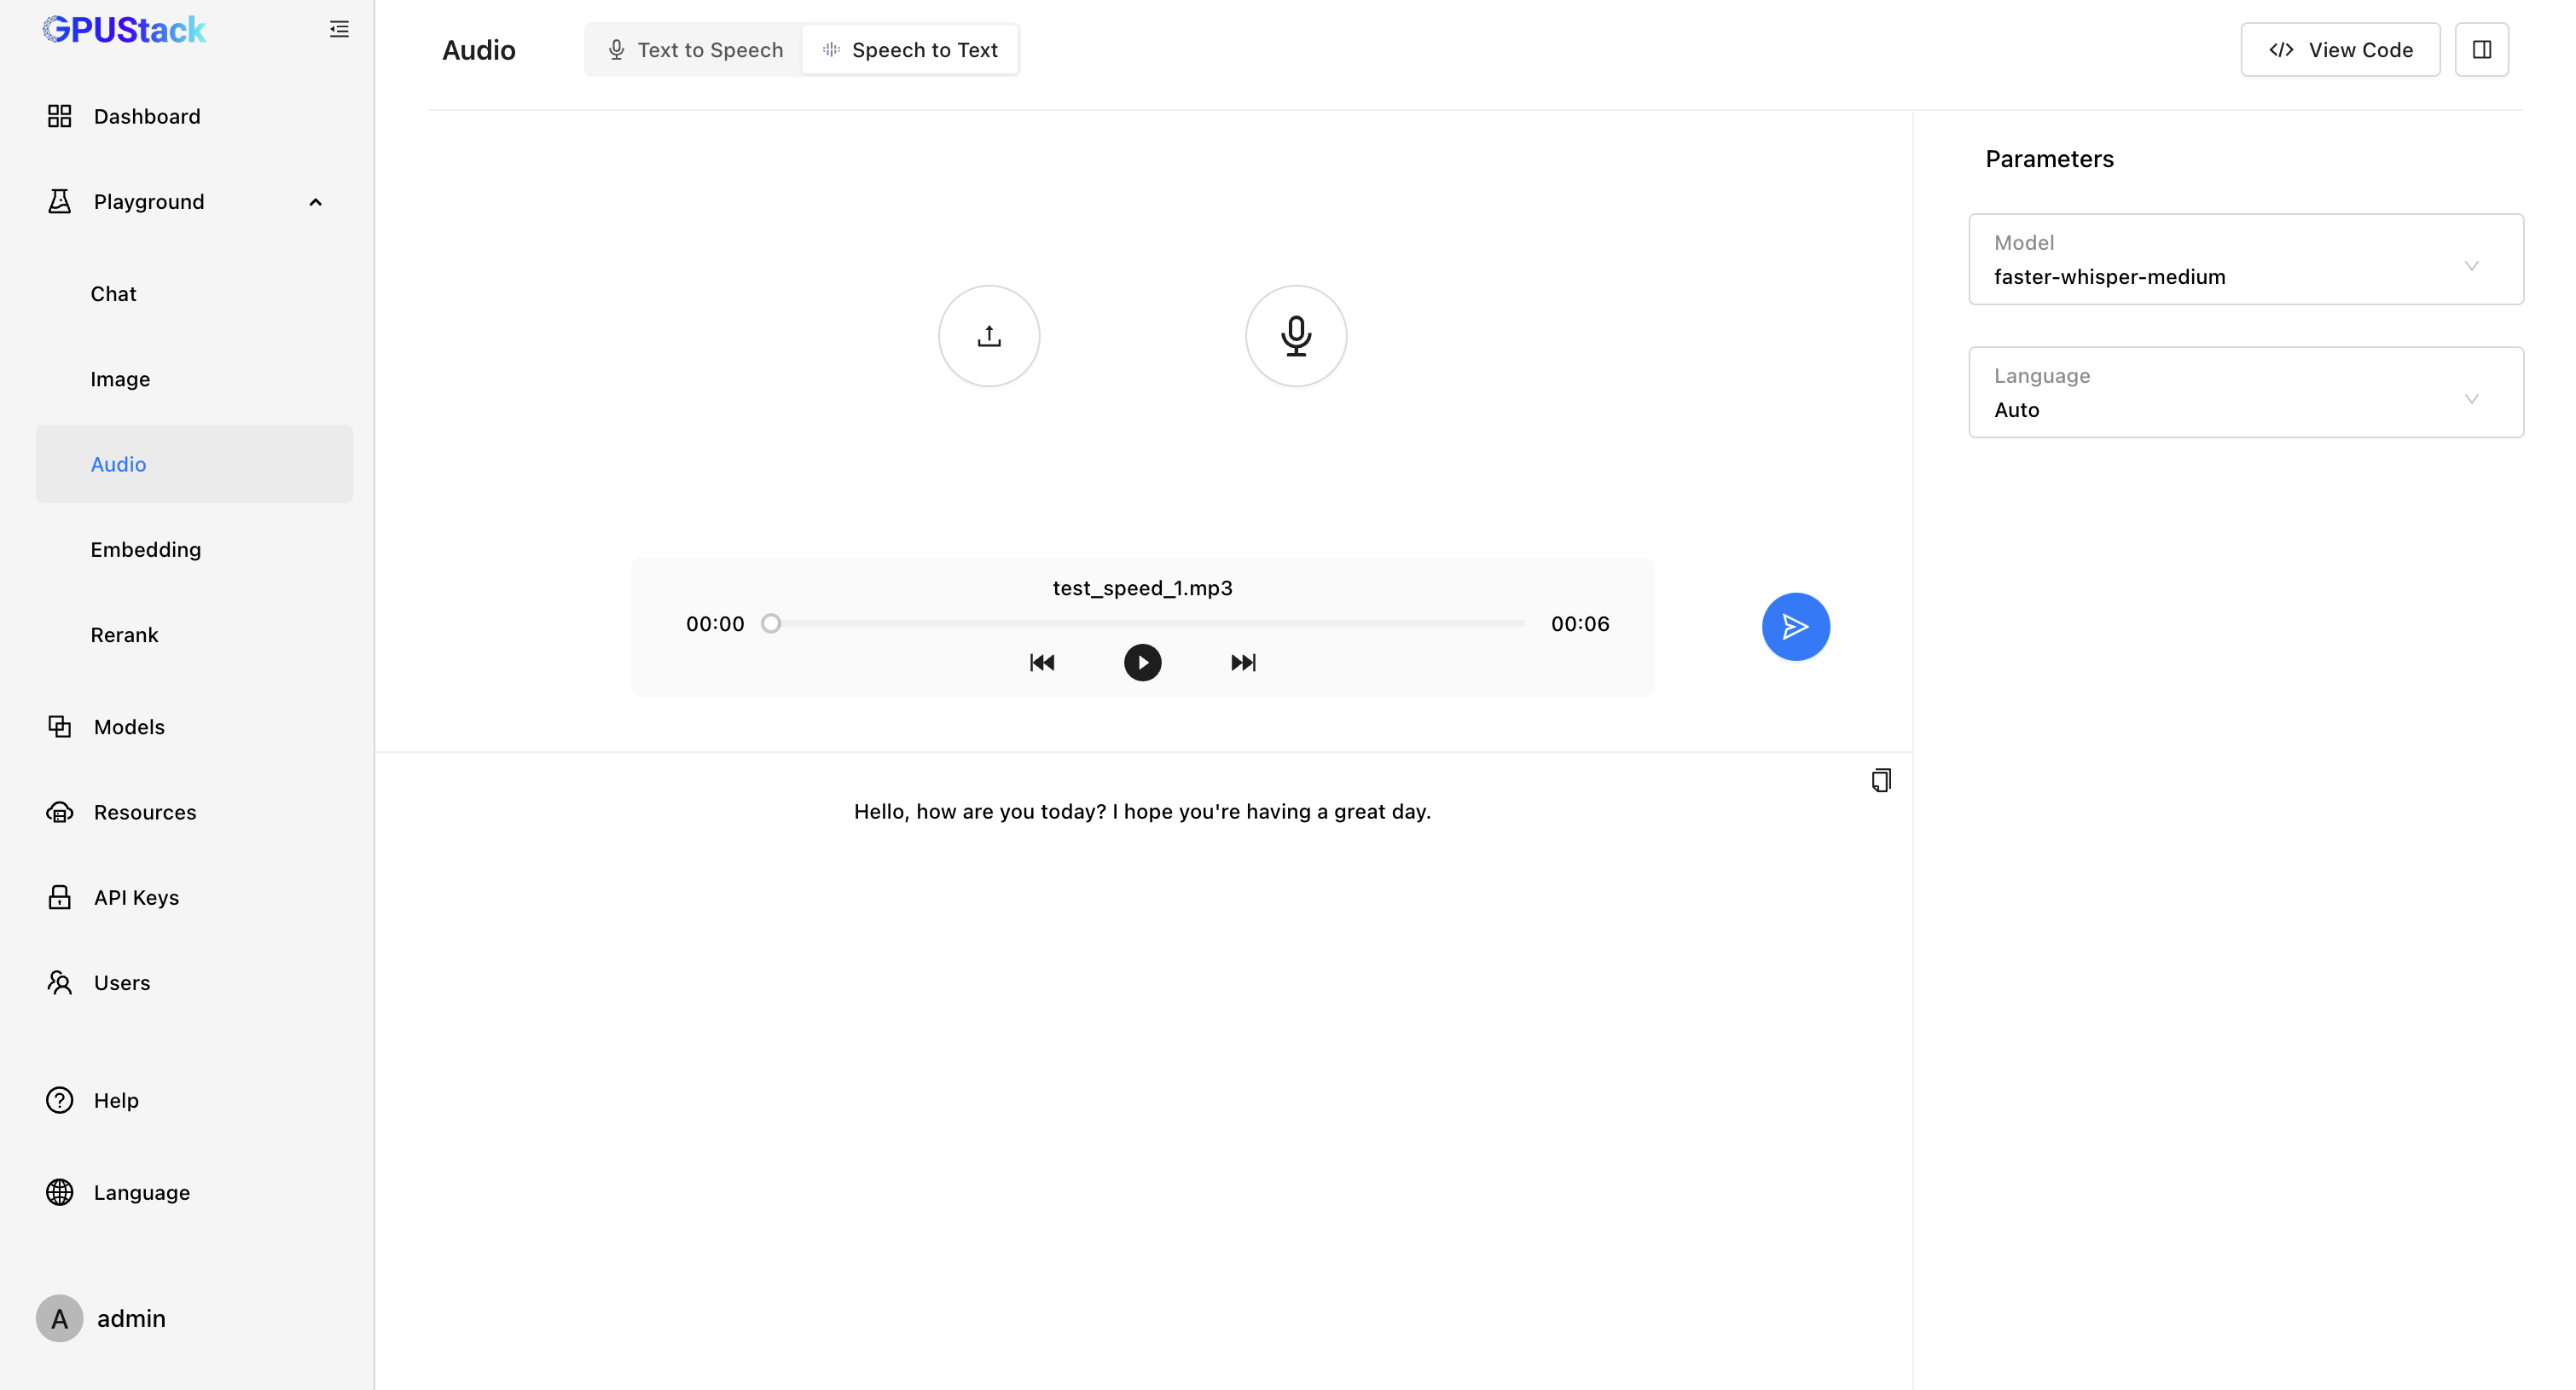 GPUStack
Dashboard
Playground
Chat
Image
Audio
Embedding
Rerank
Models
Resources
API Keys
Users
Help
Language
A admin
Audio
Text to Speech
Speech to Text
View Code
test_speed_1.mp3
00:00
00:06
Hello, how are you today? I hope you're having a great day.
Parameters
Model
faster-whisper-medium
Language
Auto